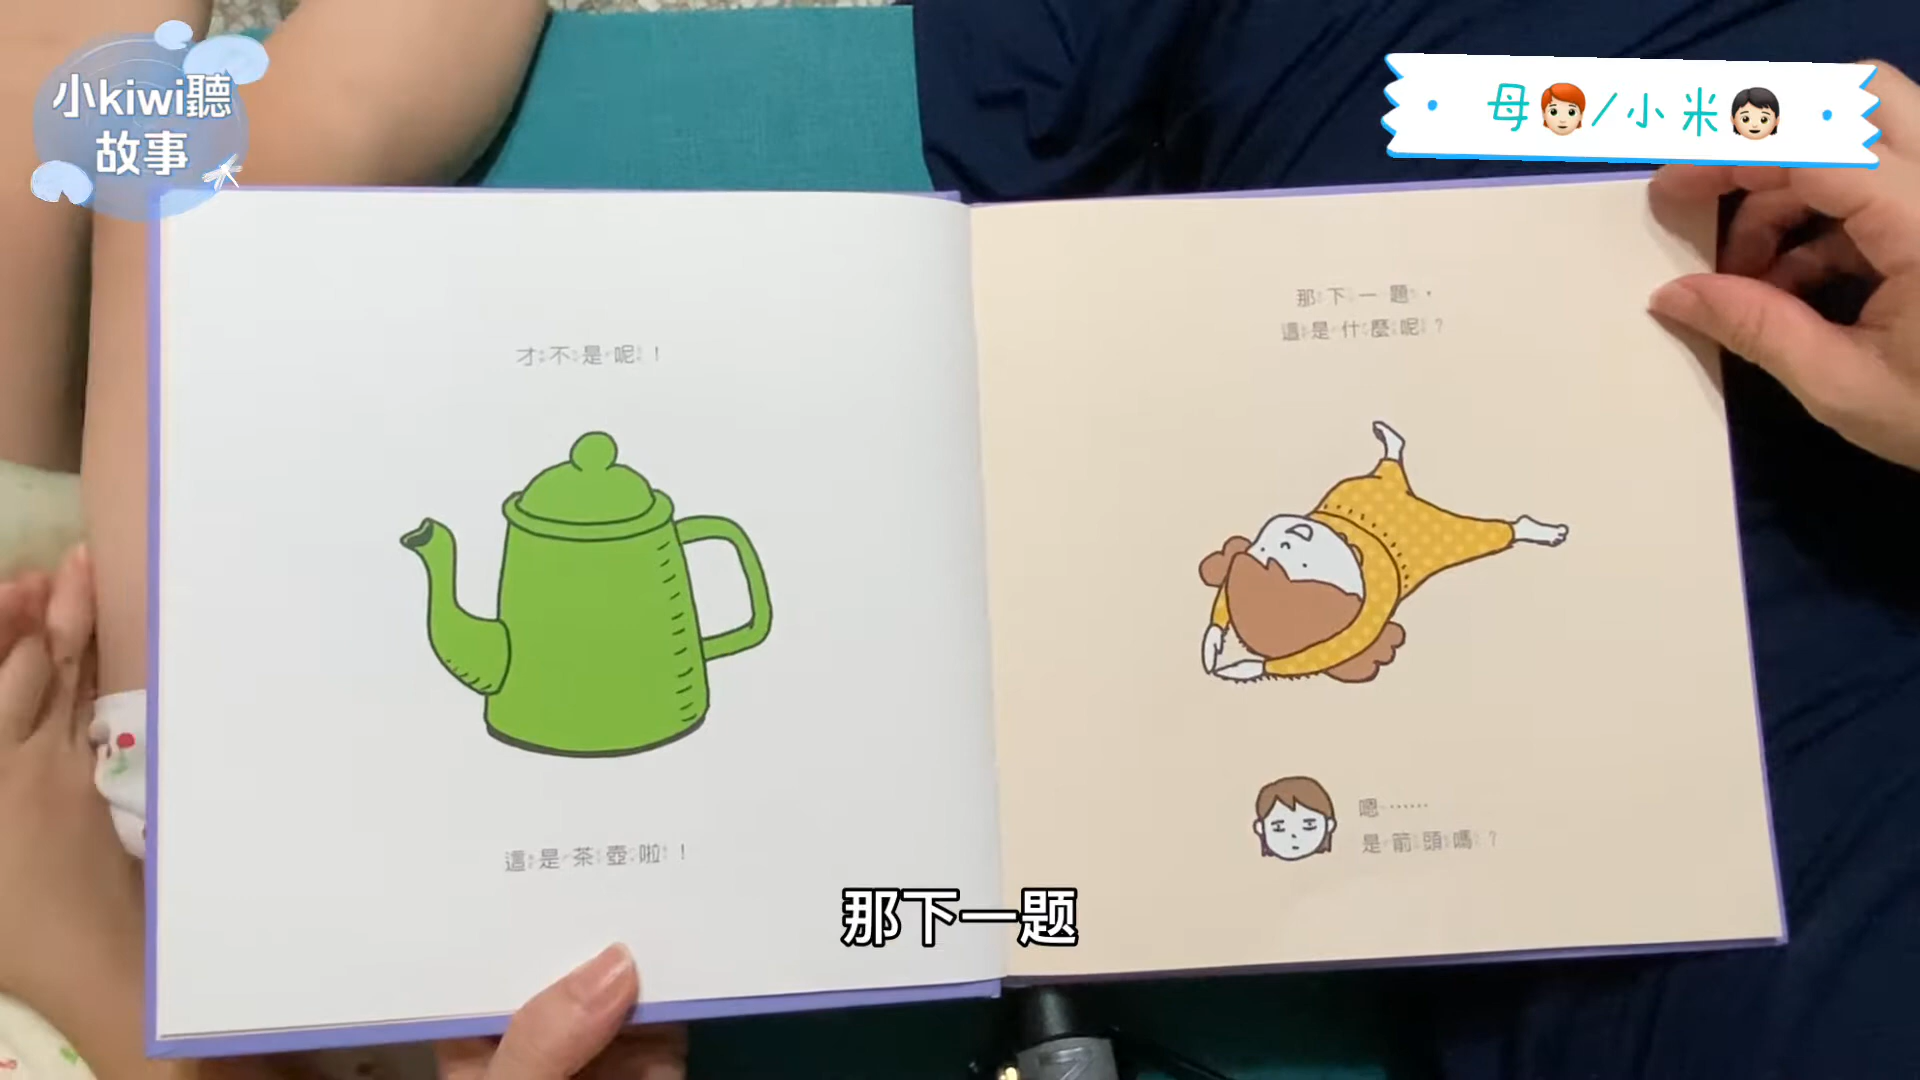 小kiwi聽
故事
母/小米
才不是呢！
這是茶壺啦！
那下一題，
這是什麼呢？
嗯……
是箭頭嗎？
那下一题